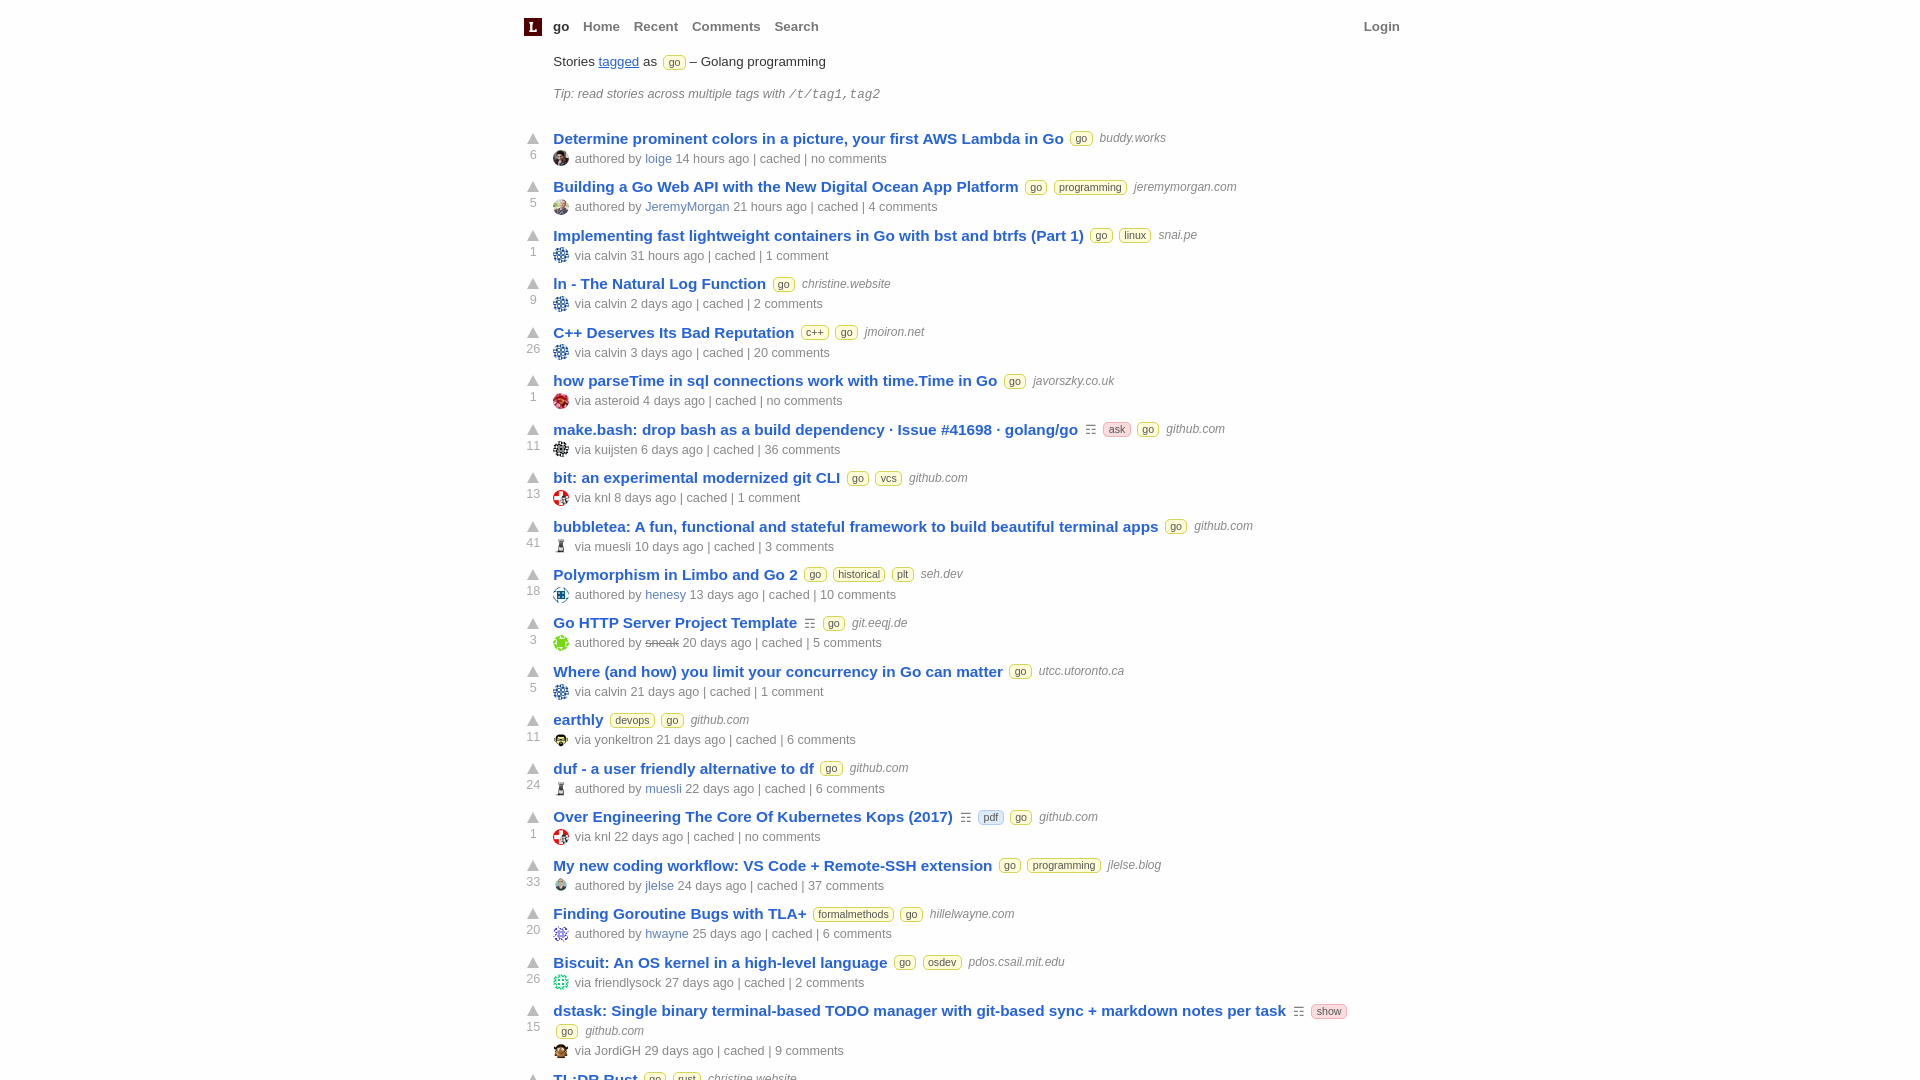 L go Home Recent Comments Search Login
Stories tagged as go – Golang programming
Tip: read stories across multiple tags with /t/tag1,tag2
Determine prominent colors in a picture, your first AWS Lambda in Go go buddy.works
6 authored by loige 14 hours ago | cached | no comments
Building a Go Web API with the New Digital Ocean App Platform go programming jeremymorgan.com
5 authored by JeremyMorgan 21 hours ago | cached | 4 comments
Implementing fast lightweight containers in Go with bst and btrfs (Part 1) go linux snai.pe
1 via calvin 31 hours ago | cached | 1 comment
ln - The Natural Log Function go christine.website
9 via calvin 2 days ago | cached | 2 comments
C++ Deserves Its Bad Reputation c++ go jmoiron.net
26 via calvin 3 days ago | cached | 20 comments
how parseTime in sql connections work with time.Time in Go go javorszky.co.uk
1 via asteroid 4 days ago | cached | no comments
make.bash: drop bash as a build dependency · Issue #41698 · golang/go ☶ ask go github.com
11 via kuijsten 6 days ago | cached | 36 comments
bit: an experimental modernized git CLI go vcs github.com
13 via knl 8 days ago | cached | 1 comment
bubbletea: A fun, functional and stateful framework to build beautiful terminal apps go github.com
41 via muesli 10 days ago | cached | 3 comments
Polymorphism in Limbo and Go 2 go historical plt seh.dev
18 authored by henesy 13 days ago | cached | 10 comments
Go HTTP Server Project Template ☶ go git.eeqj.de
3 authored by sneak 20 days ago | cached | 5 comments
Where (and how) you limit your concurrency in Go can matter go utcc.utoronto.ca
5 via calvin 21 days ago | cached | 1 comment
earthly devops go github.com
11 via yonkeltron 21 days ago | cached | 6 comments
duf - a user friendly alternative to df go github.com
24 authored by muesli 22 days ago | cached | 6 comments
Over Engineering The Core Of Kubernetes Kops (2017) ☶ pdf go github.com
1 via knl 22 days ago | cached | no comments
My new coding workflow: VS Code + Remote-SSH extension go programming jlelse.blog
33 authored by jlelse 24 days ago | cached | 37 comments
Finding Goroutine Bugs with TLA+ formalmethods go hillelwayne.com
20 authored by hwayne 25 days ago | cached | 6 comments
Biscuit: An OS kernel in a high-level language go osdev pdos.csail.mit.edu
26 via friendlysock 27 days ago | cached | 2 comments
dstask: Single binary terminal-based TODO manager with git-based sync + markdown notes per task ☶ show
15 go github.com
via JordiGH 29 days ago | cached | 9 comments
TL;DR Rust go rust christine.website